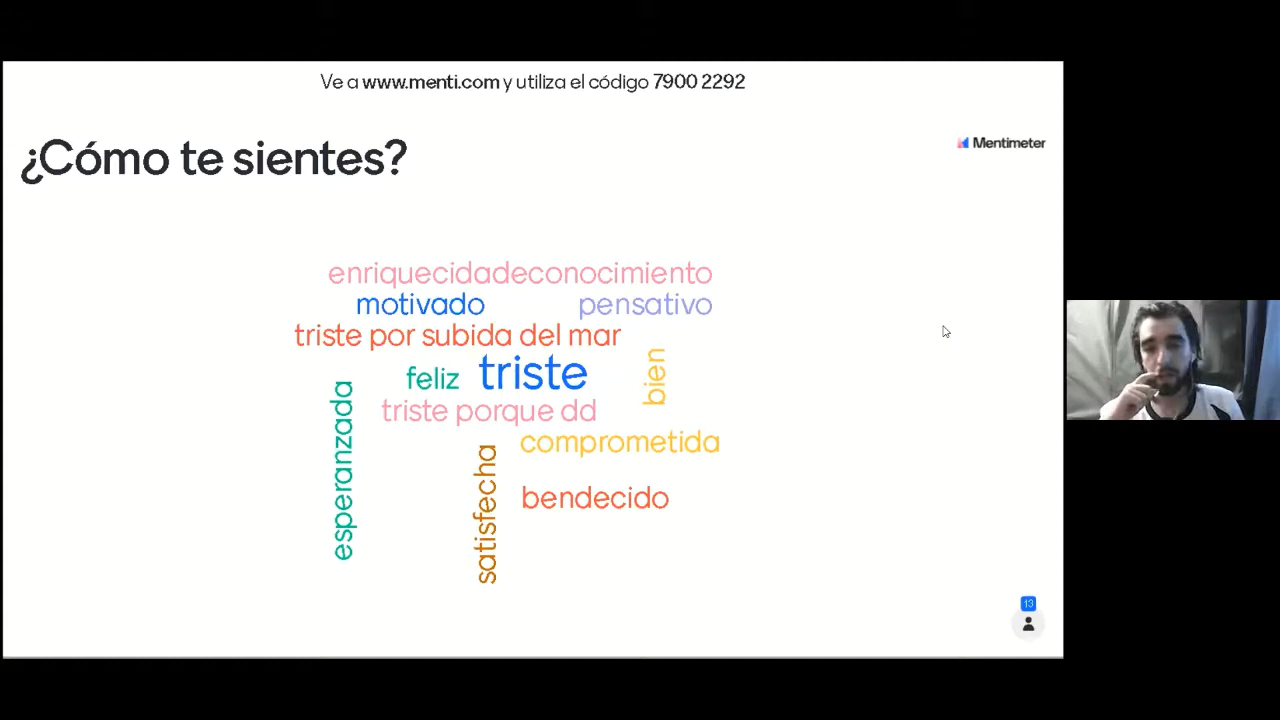 Ve a www.menti.com y utiliza el código 7900 2292
¿Cómo te sientes?
Mentimeter
enriquecidadeconocimiento
motivado
pensativo
triste por subida del mar
feliz
triste
bien
triste porque dd
esperanzada
comprometida
satisfecha
bendecido
13